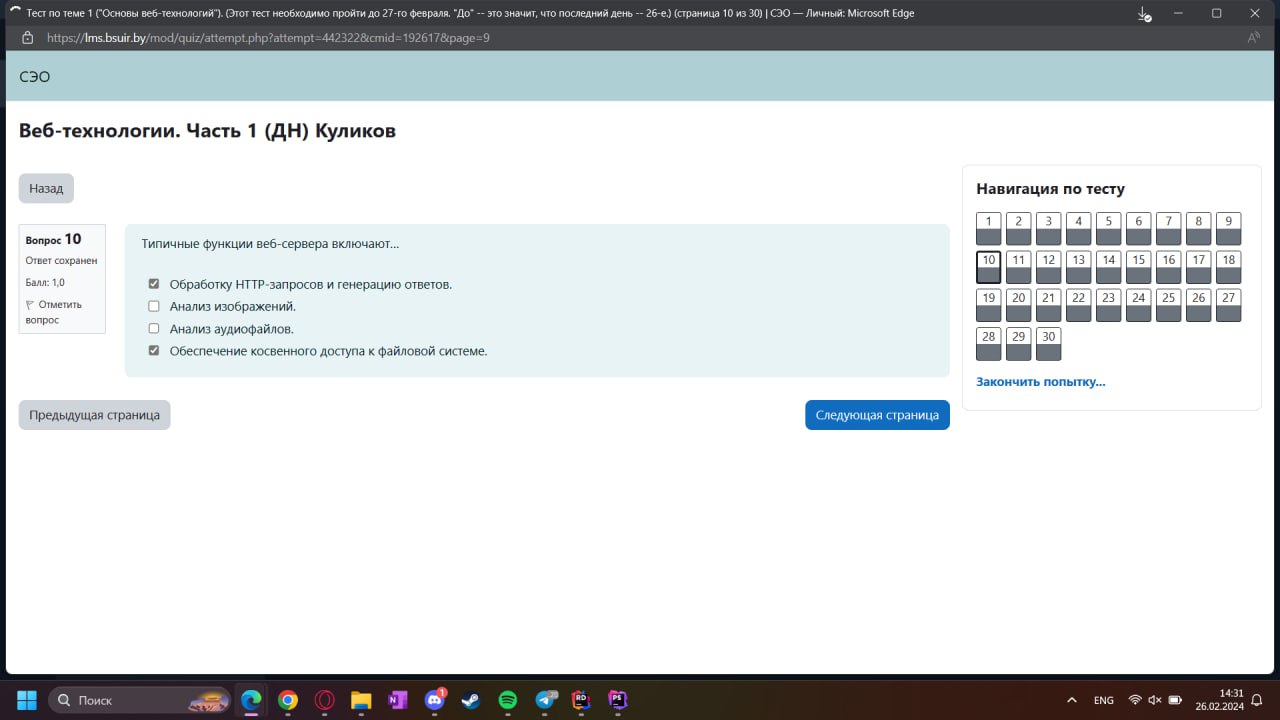 Тест по теме 1 ("Основы веб-технологий"). (Этот тест необходимо пройти до 27-го февраля. "До" -- это значит, что последний день -- 26-е.) (страница 10 из 30) | СЭО — Личный: Microsoft Edge
https://lms.bsuir.by/mod/quiz/attempt.php?attempt=442322&cmid=192617&page=9
СЭО
Веб-технологии. Часть 1 (ДН) Куликов
Назад
Вопрос 10
Ответ сохранен
Балл: 1,0
Отметить
вопрос
Типичные функции веб-сервера включают...
Обработку HTTP-запросов и генерацию ответов.
Анализ изображений.
Анализ аудиофайлов.
Обеспечение косвенного доступа к файловой системе.
Предыдущая страница
Следующая страница
Навигация по тесту
1 2 3 4 5 6 7 8 9
10 11 12 13 14 15 16 17 18
19 20 21 22 23 24 25 26 27
28 29 30
Закончить попытку...
Поиск
1
RD
PS
ENG
14:31
26.02.2024